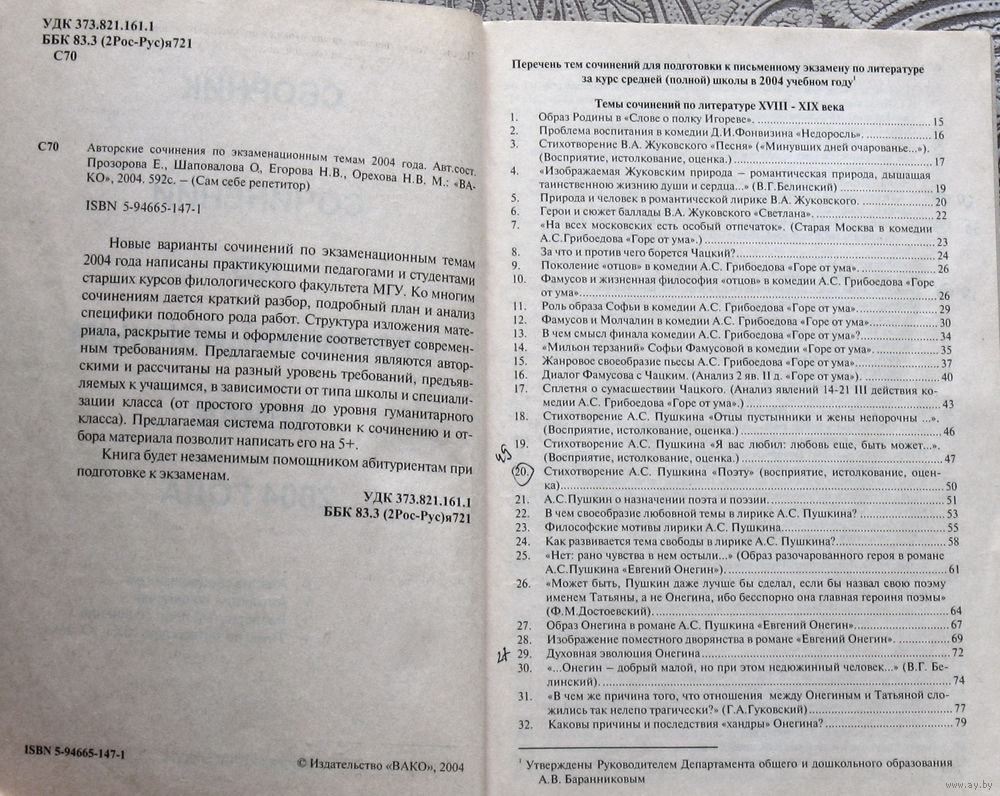 УДК 373.821.161.1
ББК 83.3 (2Рос-Рус)я721
С70
С70
Авторские сочинения по экзаменационным темам 2004 года. Авт.сост.
Прозорова Е., Шаповалова О, Егорова Н.В., Орехова Н.В. М.: «ВА-
КО», 2004. 592с. – (Сам себе репетитор)
ISBN 5-94665-147-1
Новые варианты сочинений по экзаменационным темам
2004 года написаны практикующими педагогами и студентами
старших курсов филологического факультета МГУ. Ко многим
сочинениям дается краткий разбор, подробный план и анализ
специфики подобного рода работ. Структура изложения мате-
риала, раскрытие темы и оформление соответствует современ-
ным требованиям. Предлагаемые сочинения являются автор-
скими и рассчитаны на разный уровень требований, предъяв-
ляемых к учащимся, в зависимости от типа школы и специали-
зации класса (от простого уровня до уровня гуманитарного
класса). Предлагаемая система подготовки к сочинению и от-
бора материала позволит написать его на 5+.
Книга будет незаменимым помощником абитуриентам при
подготовке к экзаменам.
УДК 373.821.161.1
ББК 83.3 (2Рос-Рус)я721
ISBN 5-94665-147-1
© Издательство «ВАКО», 2004
Перечень тем сочинений для подготовки к письменному экзамену по литературе
за курс средней (полной) школы в 2004 учебном году¹
Темы сочинений по литературе XVIII - XIX века
1. Образ Родины в «Слове о полку Игореве». 15
2. Проблема воспитания в комедии Д.И.Фонвизина «Недоросль». 16
3. Стихотворение В.А. Жуковского «Песня» («Минувших дней очарованье...»).
(Восприятие, истолкование, оценка.) 17
4. «Изображаемая Жуковским природа – романтическая природа, дышащая
таинственною жизнию души и сердца...» (В.Г.Белинский) 19
5. Природа и человек в романтической лирике В.А. Жуковского. 20
6. Герои и сюжет баллады В.А. Жуковского «Светлана». 22
7. «На всех московских есть особый отпечаток». (Старая Москва в комедии
А.С.Грибоедова «Горе от ума».) 23
8. За что и против чего борется Чацкий? 24
9. Поколение «отцов» в комедии А.С. Грибоедова «Горе от ума». 26
10. Фамусов и жизненная философия «отцов» в комедии А.С. Грибоедова «Горе
от ума» 26
11. Роль образа Софьи в комедии А.С. Грибоедова «Горе от ума». 29
12. Фамусов и Молчалин в комедии А.С. Грибоедова «Горе от ума». 30
13. В чем смысл финала комедии А.С. Грибоедова «Горе от ума»? 34
14. «Мильон терзаний» Софьи Фамусовой в комедии «Горе от ума». 35
15. Жанровое своеобразие пьесы А.С. Грибоедова «Горе от ума» 37
16. Диалог Фамусова с Чацким. (Анализ 2 яв. II д. «Горе от ума»). 40
17. Сплетня о сумасшествии Чацкого. (Анализ явлений 14-21 III действия ко-
медии А.С. Грибоедова «Горе от ума».) 43
18. Стихотворение А.С. Пушкина «Отцы пустынники и жены непорочны ...».
(Восприятие, истолкование, оценка.) 46
19. Стихотворение А.С. Пушкина «Я вас любил: любовь еще, быть может...».
(Восприятие, истолкование, оценка.) 47
20. Стихотворение А.С. Пушкина «Поэту» (восприятие, истолкование, оцен-
ка) 50
21. А.С.Пушкин о назначении поэта и поэзии. 51
22. В чем своеобразие любовной темы в лирике А.С. Пушкина? 53
23. Философские мотивы лирики А.С. Пушкина. 55
24. Как развивается тема свободы в лирике А.С. Пушкина? 58
25. «Нет: рано чувства в нем остыли...» (Образ разочарованного героя в романе
А.С.Пушкина «Евгений Онегин») 61
26. «Может быть, Пушкин даже лучше бы сделал, если бы назвал свою поэму
именем Татьяны, а не Онегина, ибо бесспорно она главная героиня поэмы»
(Ф.М.Достоевский). 64
27. Образ Онегина в романе А.С. Пушкина «Евгений Онегин». 67
28. Изображение поместного дворянства в романе «Евгений Онегин». 69
29. Духовная эволюция Онегина 72
30. «...Онегин – добрый малой, но при этом недюжинный человек...» (В.Г. Бе-
линский). 74
31. «В чем же причина того, что отношения между Онегиным и Татьяной сло-
жились так нелепо трагически?» (Г.А.Гуковский) 77
32. Каковы причины и последствия «хандры» Онегина? 79
¹ Утверждены Руководителем Департамента общего и дошкольного образования
А.В. Баранниковым
www.ay.by